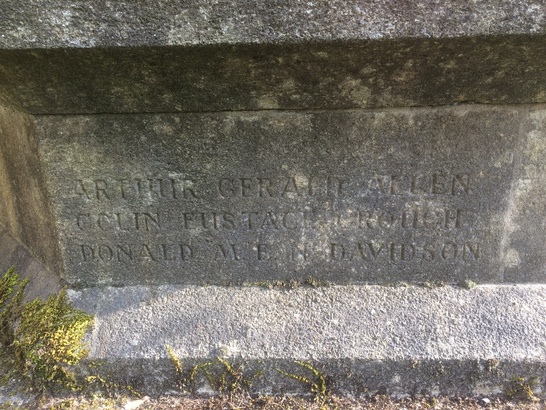 ARTHUR GERALD ALLEN
COLIN EUSTACE CROUCH
DONALD M. E. N. DAVIDSON